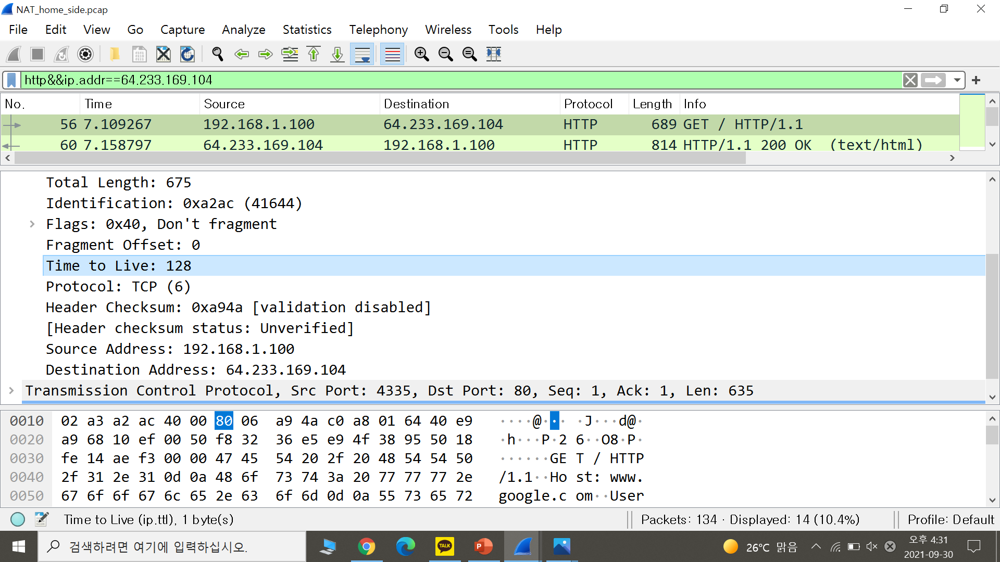 NAT_home_side.pcap
File Edit View Go Capture Analyze Statistics Telephony Wireless Tools Help
http&&ip.addr==64.233.169.104
No. Time Source Destination Protocol Length Info
56 7.109267 192.168.1.100 64.233.169.104 HTTP 689 GET / HTTP/1.1
60 7.158797 64.233.169.104 192.168.1.100 HTTP 814 HTTP/1.1 200 OK (text/html)
Total Length: 675
Identification: 0xa2ac (41644)
Flags: 0x40, Don't fragment
Fragment Offset: 0
Time to Live: 128
Protocol: TCP (6)
Header Checksum: 0xa94a [validation disabled]
[Header checksum status: Unverified]
Source Address: 192.168.1.100
Destination Address: 64.233.169.104
Transmission Control Protocol, Src Port: 4335, Dst Port: 80, Seq: 1, Ack: 1, Len: 635
0010 02 a3 a2 ac 40 00 80 06 a9 4a c0 a8 01 64 40 e9 ····@··· ·J···d@·
0020 a9 68 10 ef 00 50 f8 32 36 e5 e9 4f 38 95 50 18 ·h···P·2 6··O8·P·
0030 fe 14 ae f3 00 00 47 45 54 20 2f 20 48 54 54 50 ······GE T / HTTP
0040 2f 31 2e 31 0d 0a 48 6f 73 74 3a 20 77 77 77 2e /1.1··Ho st: www.
0050 67 6f 6f 67 6c 65 2e 63 6f 6d 0d 0a 55 73 65 72 google.c om··User
Time to Live (ip.ttl), 1 byte(s) Packets: 134 · Displayed: 14 (10.4%) Profile: Default
검색하려면 여기에 입력하십시오. TALK P 26°C 맑음 오후 4:31
2021-09-30